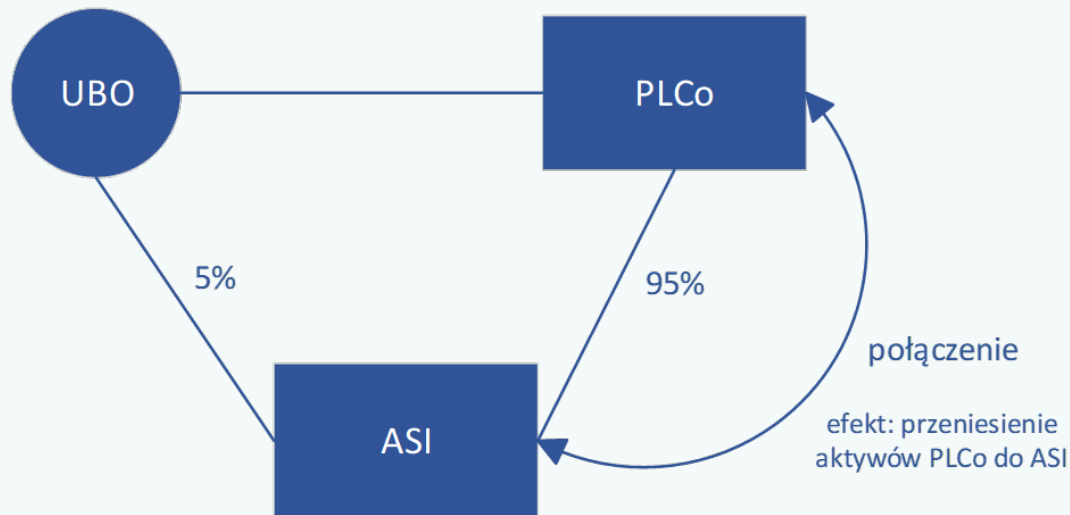 UBO
PLCo
5%
95%
połączenie
efekt: przeniesienie
aktywów PLCo do ASI
ASI